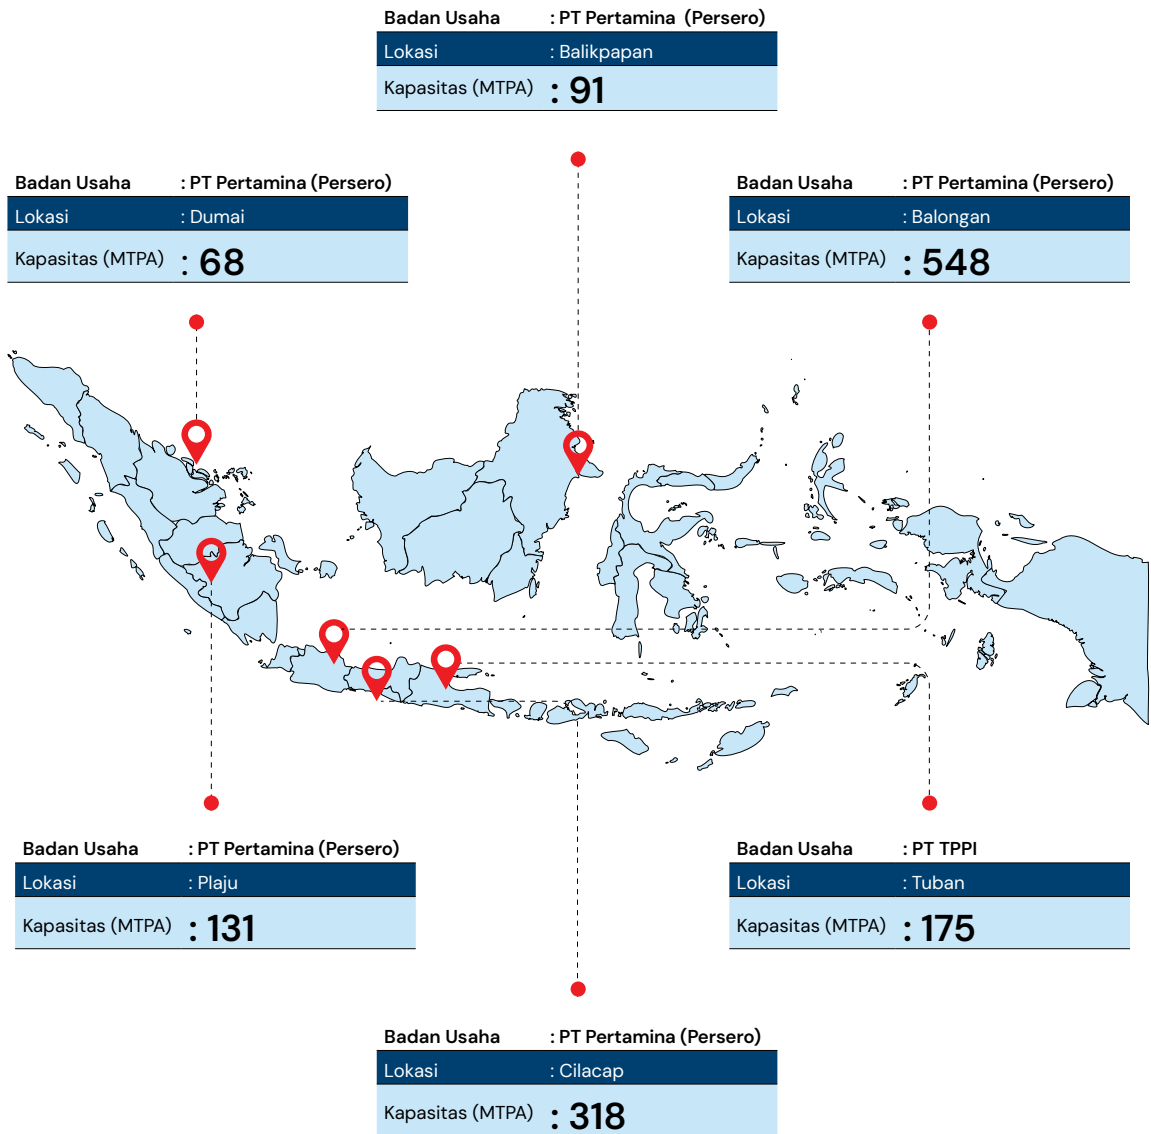 Badan Usaha : PT Pertamina (Persero)
Lokasi : Balikpapan
Kapasitas (MTPA) : 91
Badan Usaha : PT Pertamina (Persero)
Lokasi : Dumai
Kapasitas (MTPA) : 68
Badan Usaha : PT Pertamina (Persero)
Lokasi : Balongan
Kapasitas (MTPA) : 548
Badan Usaha : PT Pertamina (Persero)
Lokasi : Plaju
Kapasitas (MTPA) : 131
Badan Usaha : PT TPPI
Lokasi : Tuban
Kapasitas (MTPA) : 175
Badan Usaha : PT Pertamina (Persero)
Lokasi : Cilacap
Kapasitas (MTPA) : 318